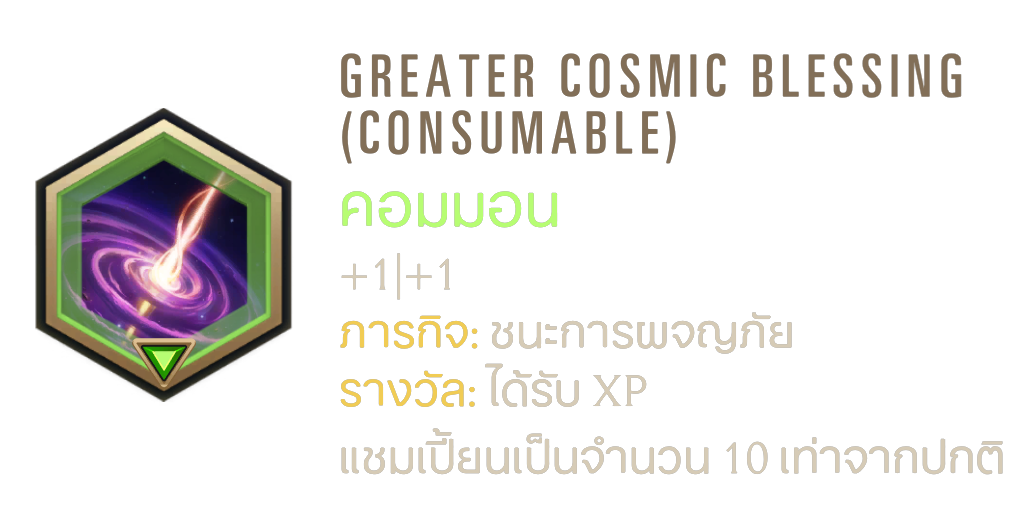 GREATER COSMIC BLESSING
(CONSUMABLE)
คอมมอน
+1|+1
ภารกิจ: ชนะการผจญภัย
รางวัล: ได้รับ XP
แชมเปี้ยนเป็นจำนวน 10 เท่าจากปกติ